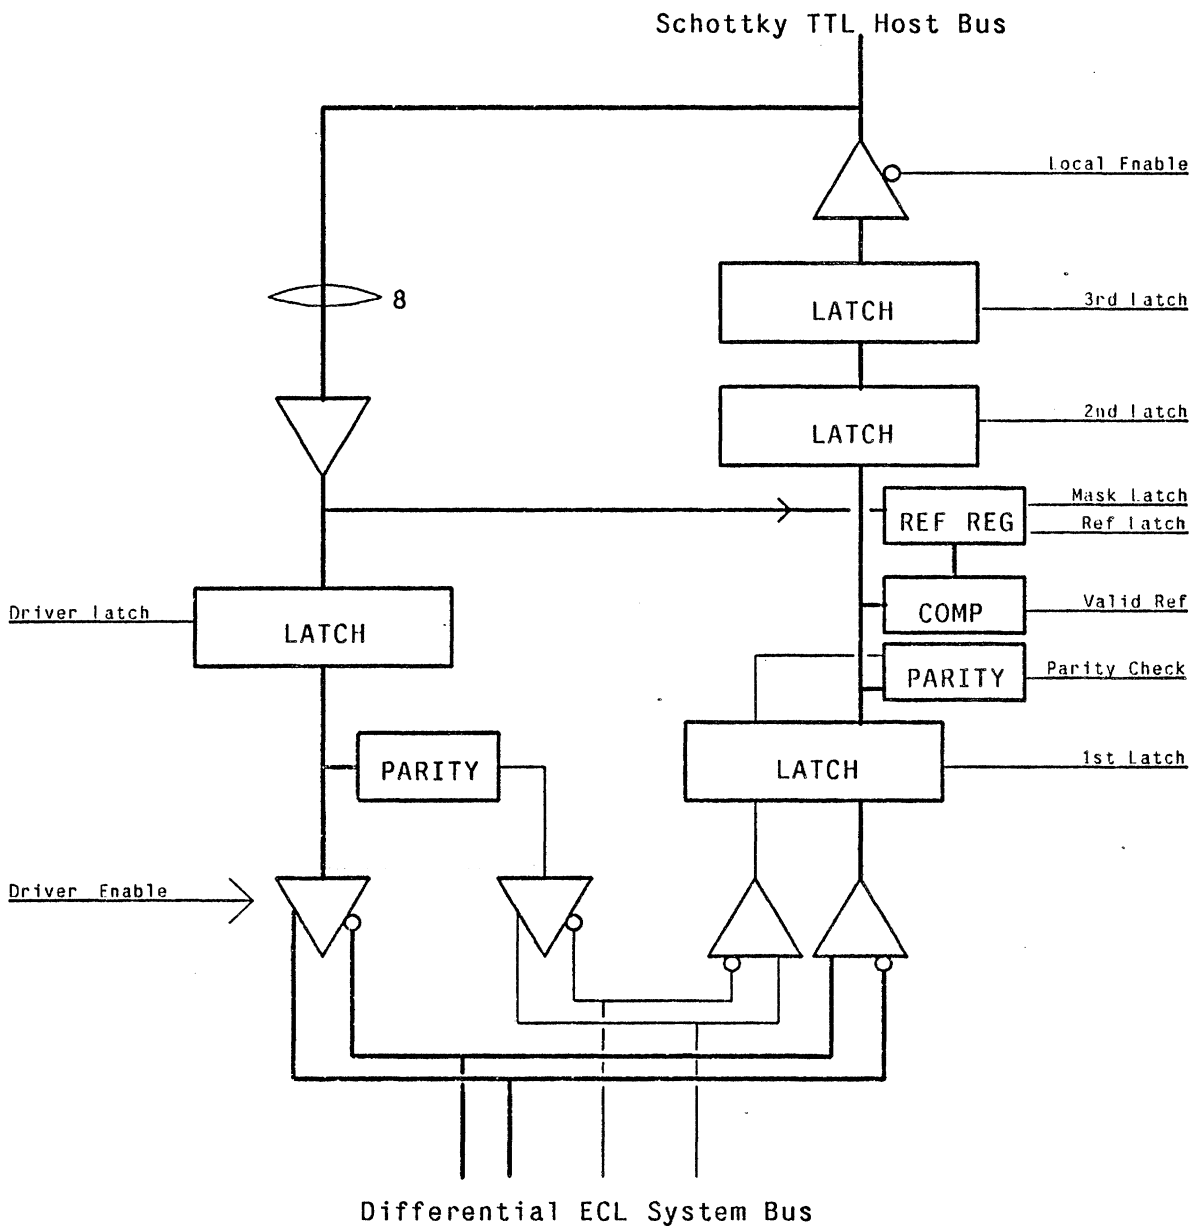 Schottky TTL Host Bus
Local Enable
8
LATCH
3rd Latch
LATCH
2nd Latch
REF REG
Mask Latch
Ref Latch
Driver Latch
LATCH
COMP
Valid Ref
PARITY
Parity Check
PARITY
LATCH
1st Latch
Driver Enable
Differential ECL System Bus